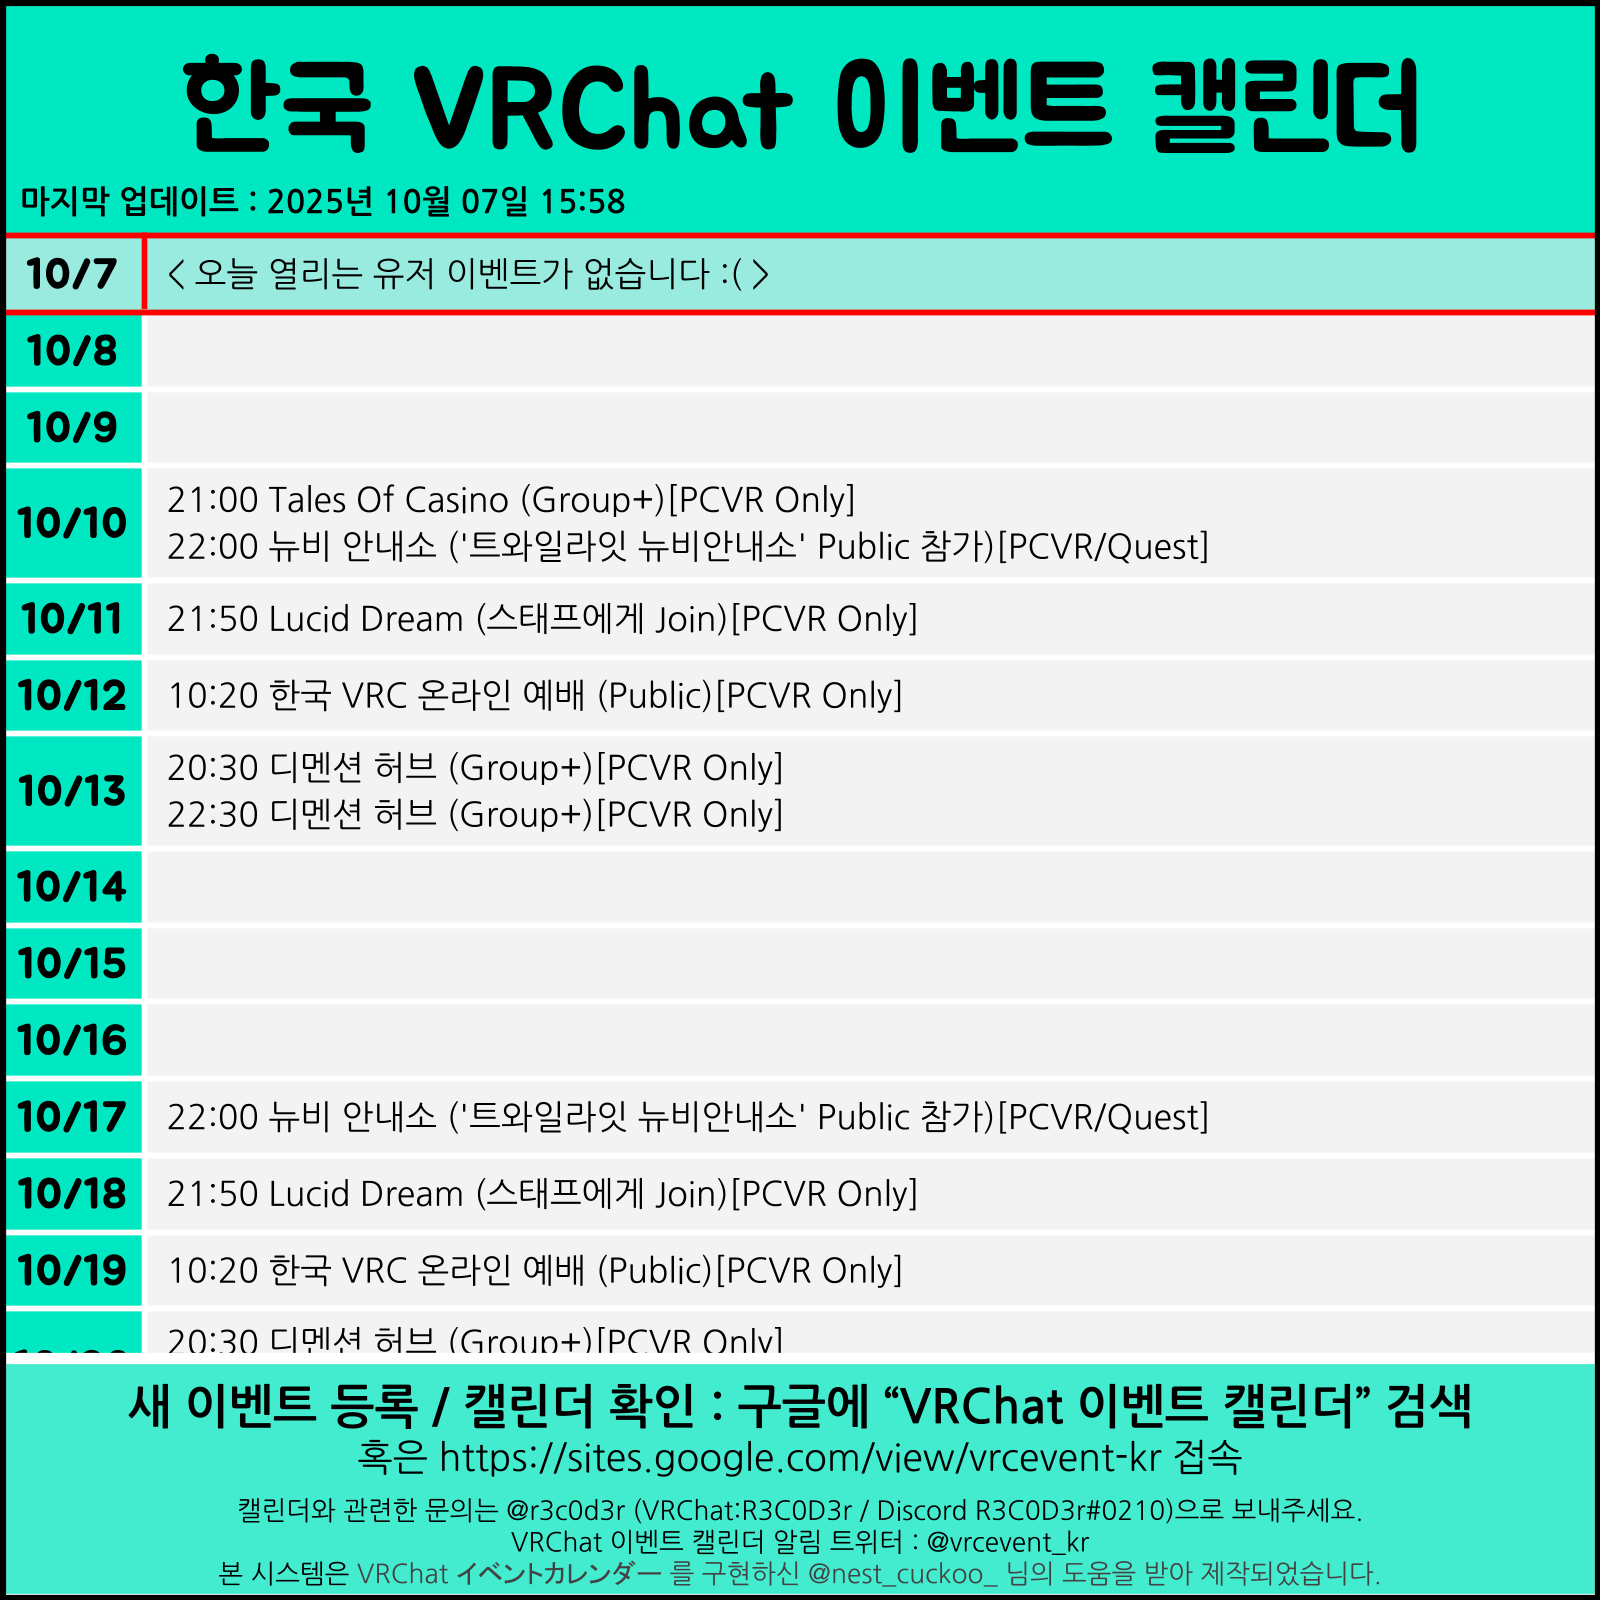 한국 VRChat 이벤트 캘린더
마지막 업데이트 : 2025년 10월 07일 15:58
10/7 < 오늘 열리는 유저 이벤트가 없습니다 :( >
10/8
10/9
10/10 21:00 Tales Of Casino (Group+)[PCVR Only]
22:00 뉴비 안내소 ('트와일라잇 뉴비안내소' Public 참가)[PCVR/Quest]
10/11 21:50 Lucid Dream (스태프에게 Join)[PCVR Only]
10/12 10:20 한국 VRC 온라인 예배 (Public)[PCVR Only]
10/13 20:30 디멘션 허브 (Group+)[PCVR Only]
22:30 디멘션 허브 (Group+)[PCVR Only]
10/14
10/15
10/16
10/17 22:00 뉴비 안내소 ('트와일라잇 뉴비안내소' Public 참가)[PCVR/Quest]
10/18 21:50 Lucid Dream (스태프에게 Join)[PCVR Only]
10/19 10:20 한국 VRC 온라인 예배 (Public)[PCVR Only]
20:30 디멘션 허브 (Group+)[PCVR Only]
새 이벤트 등록 / 캘린더 확인 : 구글에 “VRChat 이벤트 캘린더” 검색
혹은 https://sites.google.com/view/vrcevent-kr 접속
캘린더와 관련한 문의는 @r3c0d3r (VRChat:R3C0D3r / Discord R3C0D3r#0210)으로 보내주세요.
VRChat 이벤트 캘린더 알림 트위터 : @vrcevent_kr
본 시스템은 VRChat イベントカレンダー 를 구현하신 @nest_cuckoo_ 님의 도움을 받아 제작되었습니다.